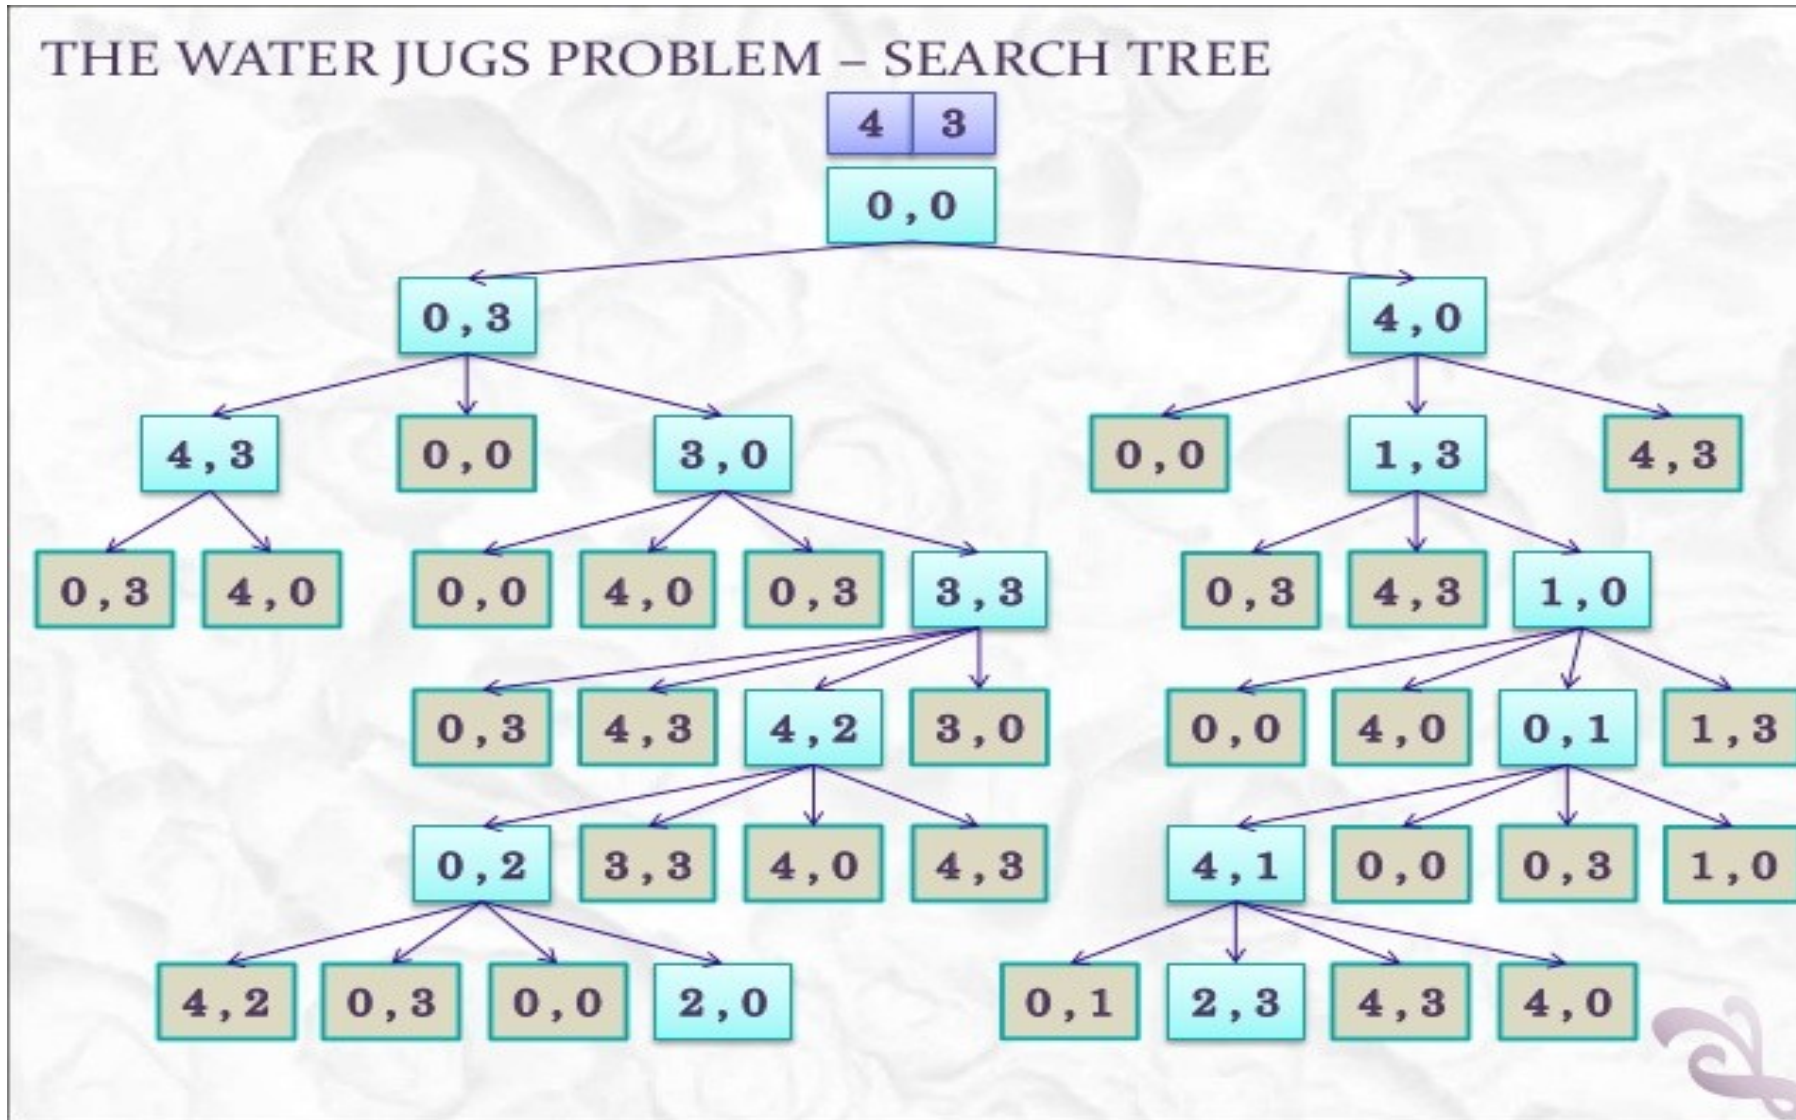 THE WATER JUGS PROBLEM – SEARCH TREE
4 3
0 , 0
0 , 3 4 , 0
4 , 3 0 , 0 3 , 0 0 , 0 1 , 3 4 , 3
0 , 3 4 , 0 0 , 0 4 , 0 0 , 3 3 , 3 0 , 3 4 , 3 1 , 0
0 , 3 4 , 3 4 , 2 3 , 0 0 , 0 4 , 0 0 , 1 1 , 3
0 , 2 3 , 3 4 , 0 4 , 3 4 , 1 0 , 0 0 , 3 1 , 0
4 , 2 0 , 3 0 , 0 2 , 0 0 , 1 2 , 3 4 , 3 4 , 0